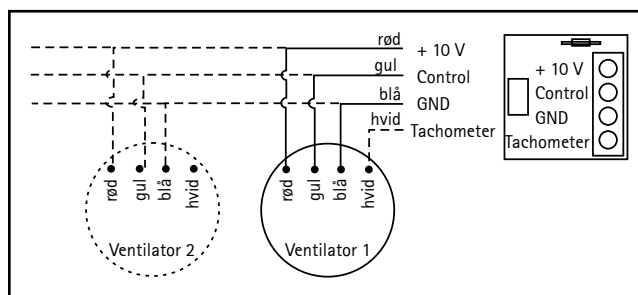 rød + 10 V
gul Control
blå GND
hvid Tachometer
+ 10 V
Control
GND
Tachometer
rød gul blå hvid
Ventilator 2
rød gul blå hvid
Ventilator 1